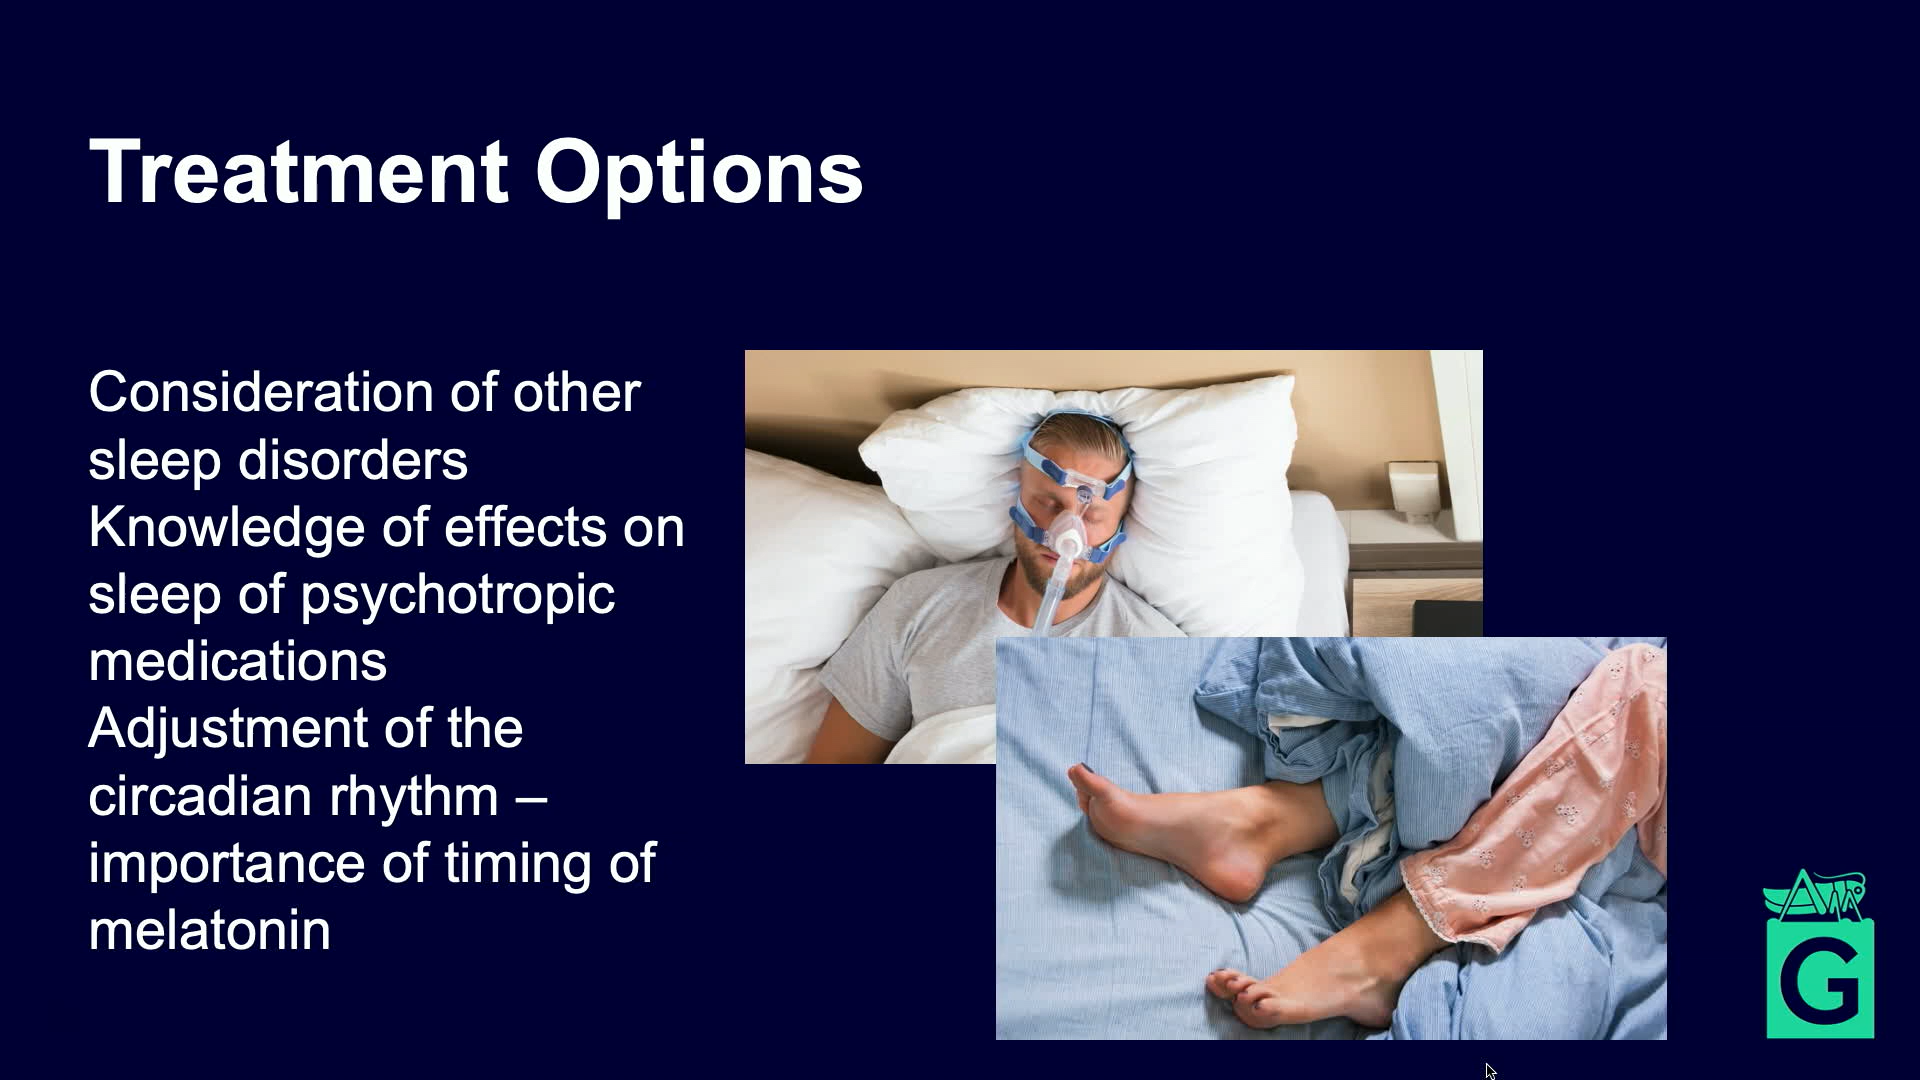 Treatment Options
Consideration of other
sleep disorders
Knowledge of effects on
sleep of psychotropic
medications
Adjustment of the
circadian rhythm –
importance of timing of
melatonin
G